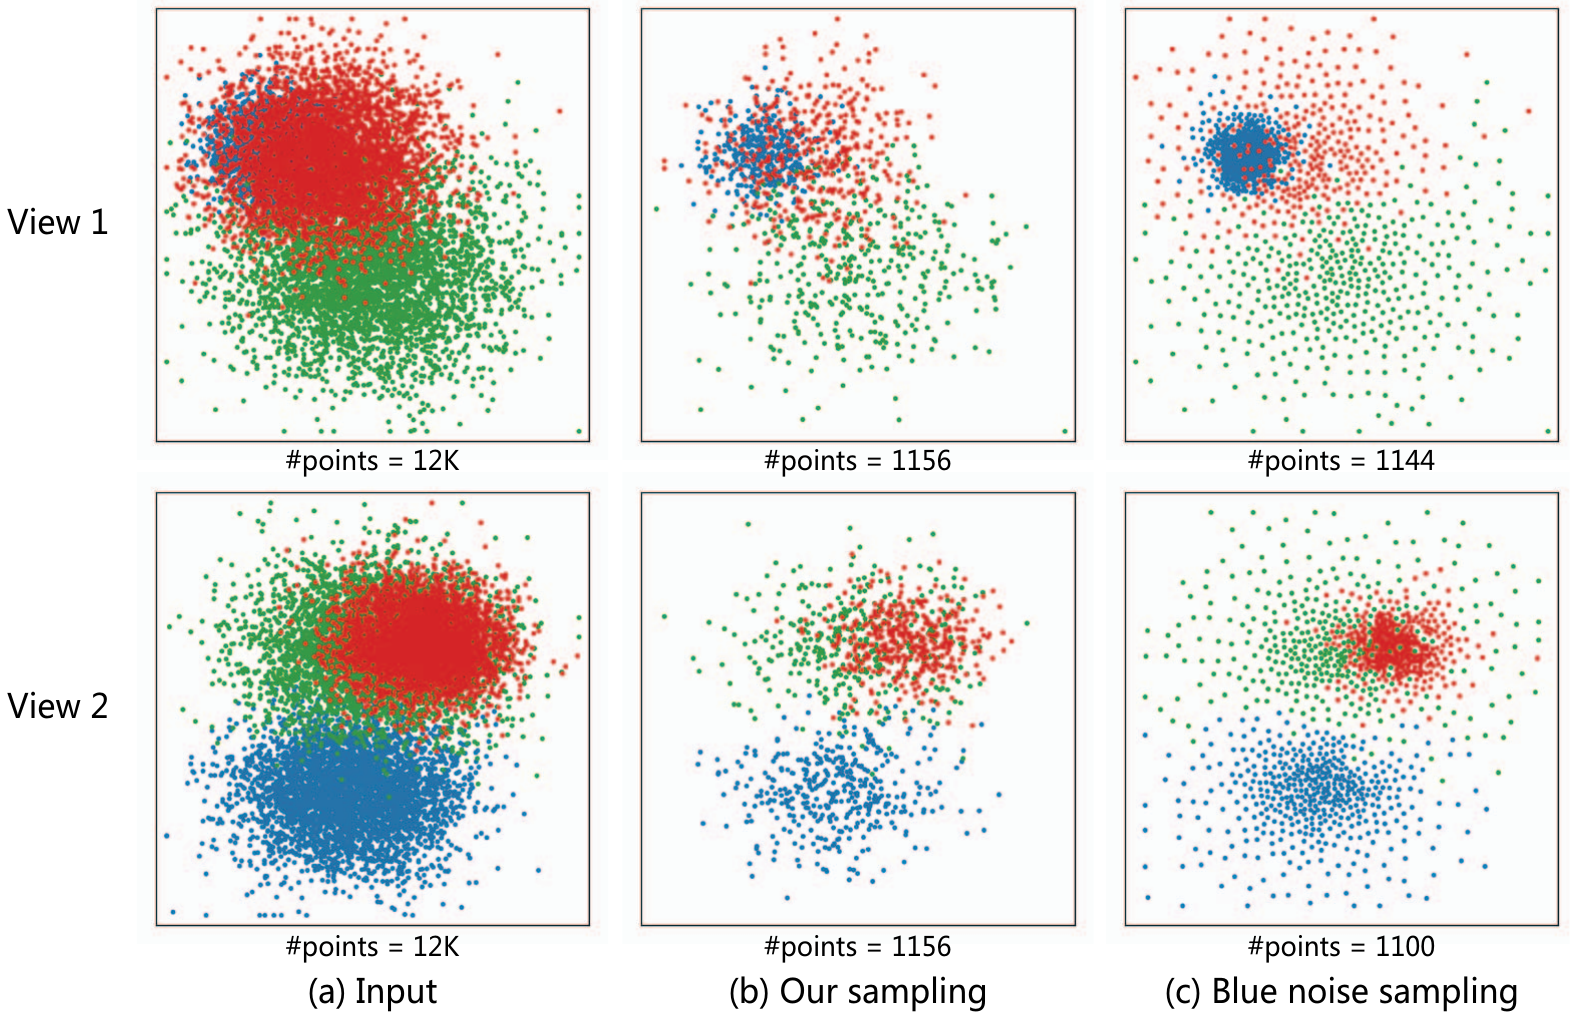 View 1
#points = 12K
#points = 1156
#points = 1144
View 2
#points = 12K
#points = 1156
#points = 1100
(a) Input
(b) Our sampling
(c) Blue noise sampling